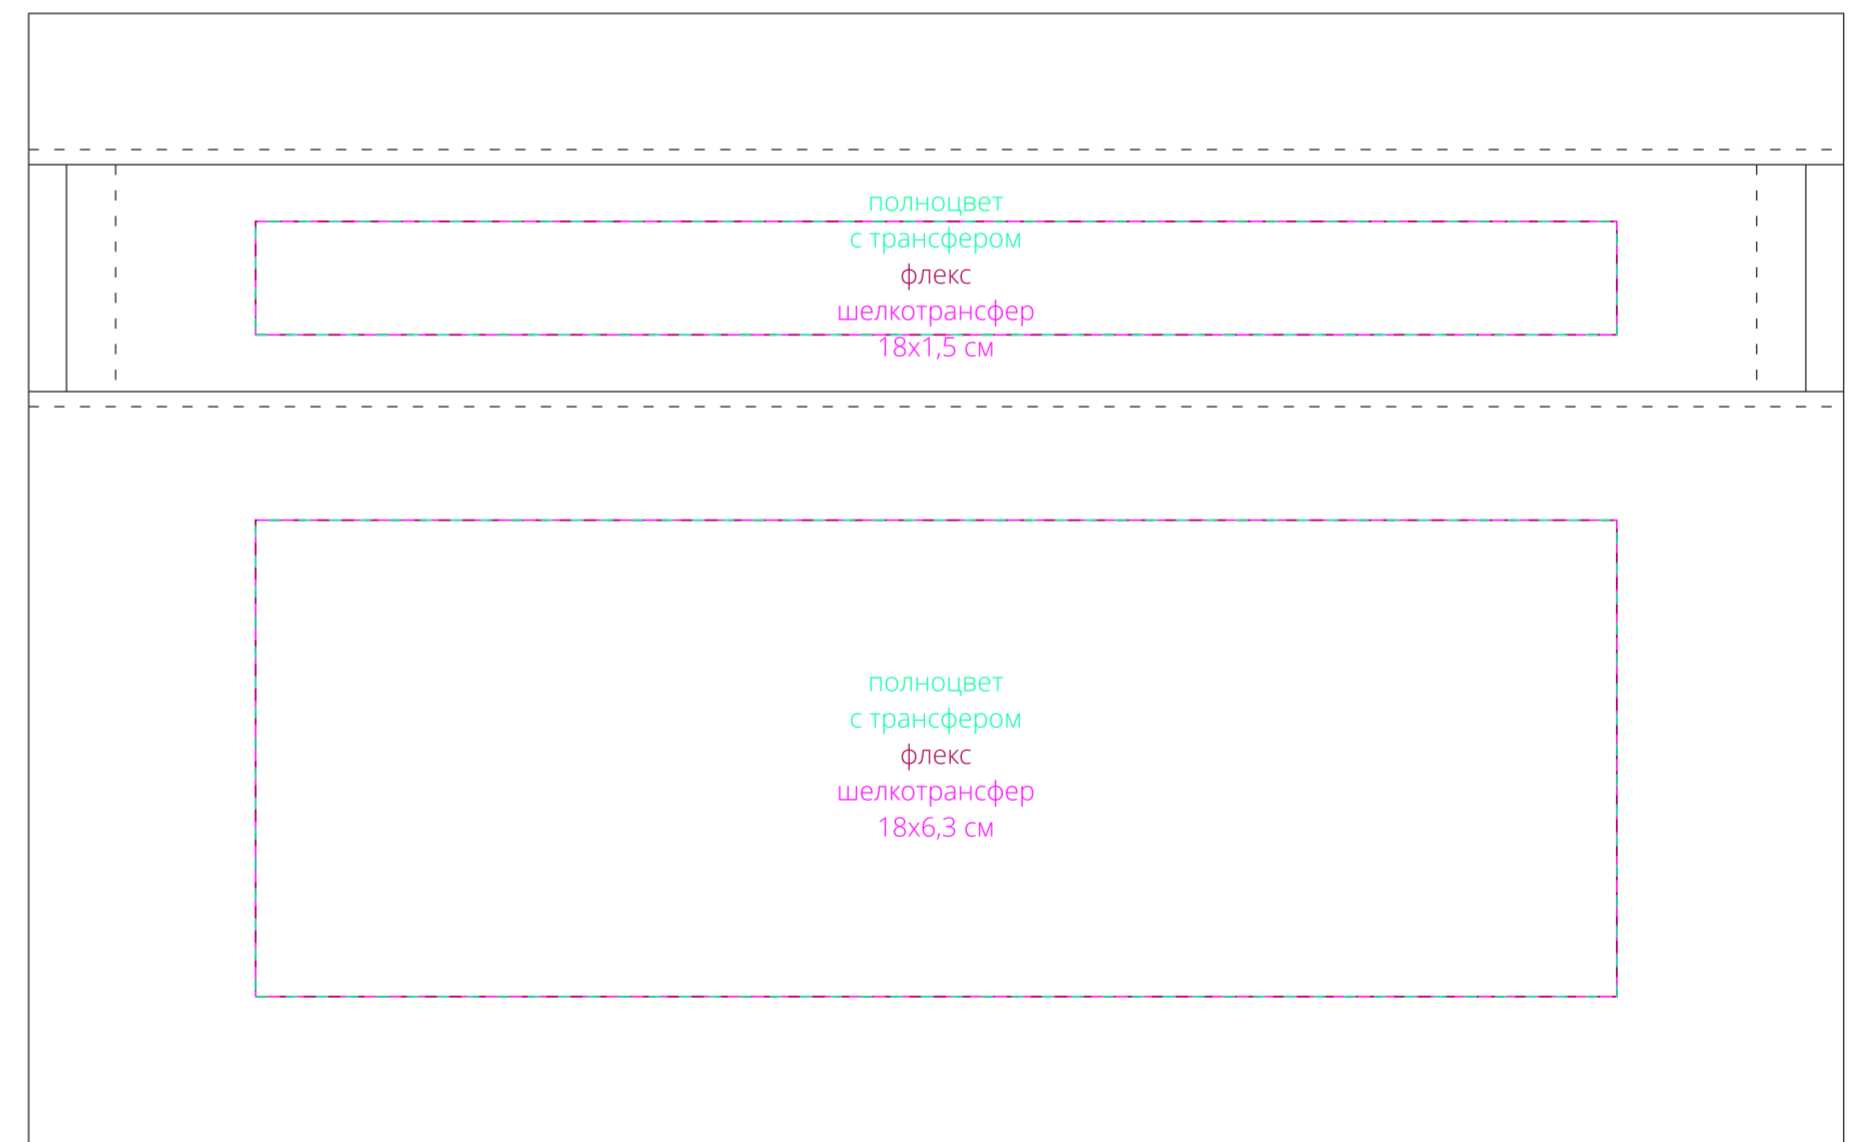 полноцвет
с трансфером
флекс
шелкотрансфер
18х1,5 см
полноцвет
с трансфером
флекс
шелкотрансфер
18х6,3 см